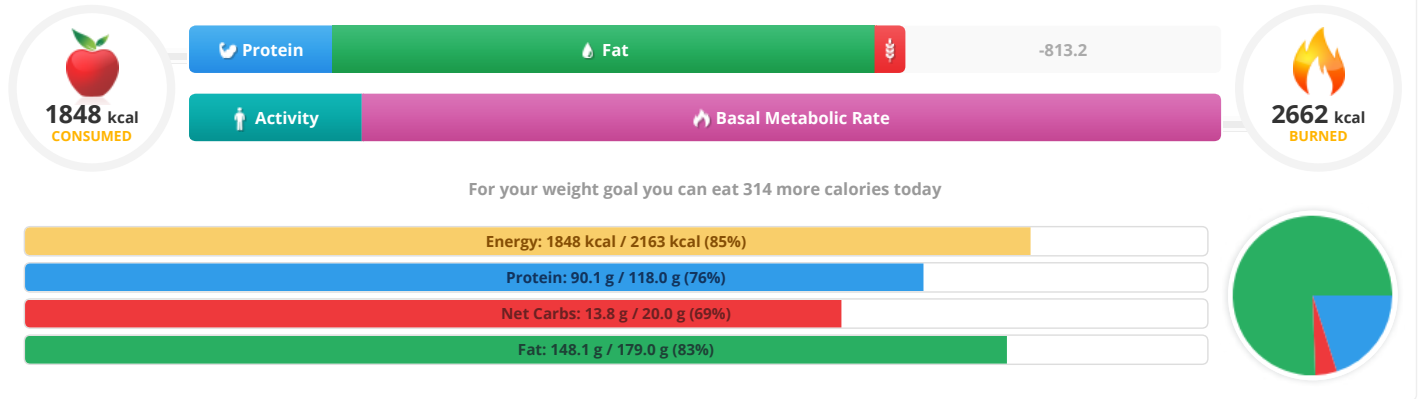 1848 kcal
CONSUMED
Protein
Fat
-813.2
Activity
Basal Metabolic Rate
2662 kcal
BURNED
For your weight goal you can eat 314 more calories today
Energy: 1848 kcal / 2163 kcal (85%)
Protein: 90.1 g / 118.0 g (76%)
Net Carbs: 13.8 g / 20.0 g (69%)
Fat: 148.1 g / 179.0 g (83%)